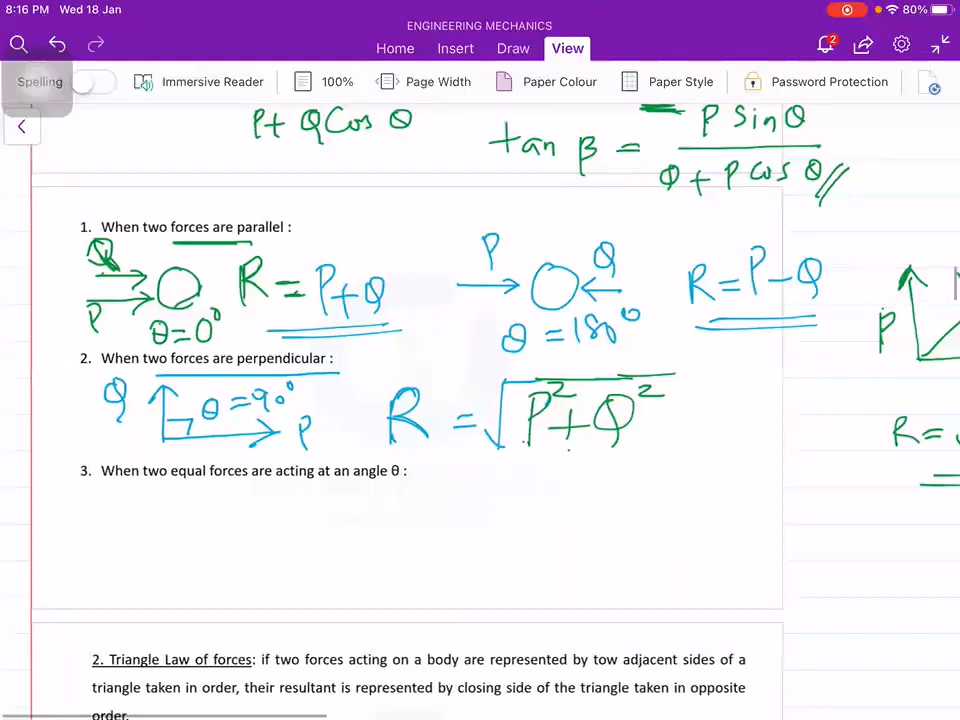 8:16 PM Wed 18 Jan 80%
ENGINEERING MECHANICS
Home Insert Draw View 2
Spelling Immersive Reader 100% Page Width Paper Colour Paper Style Password Protection
P+ Q Cos θ
tan β = P sin θ / Q + P cos θ //
1. When two forces are parallel :
Q P θ = 0° R = P+Q P Q θ = 180° R = P-Q
P
2. When two forces are perpendicular :
Q θ = 90° P R = √P²+Q²
R =
3. When two equal forces are acting at an angle θ :
2. Triangle Law of forces: if two forces acting on a body are represented by tow adjacent sides of a
triangle taken in order, their resultant is represented by closing side of the triangle taken in opposite
order.